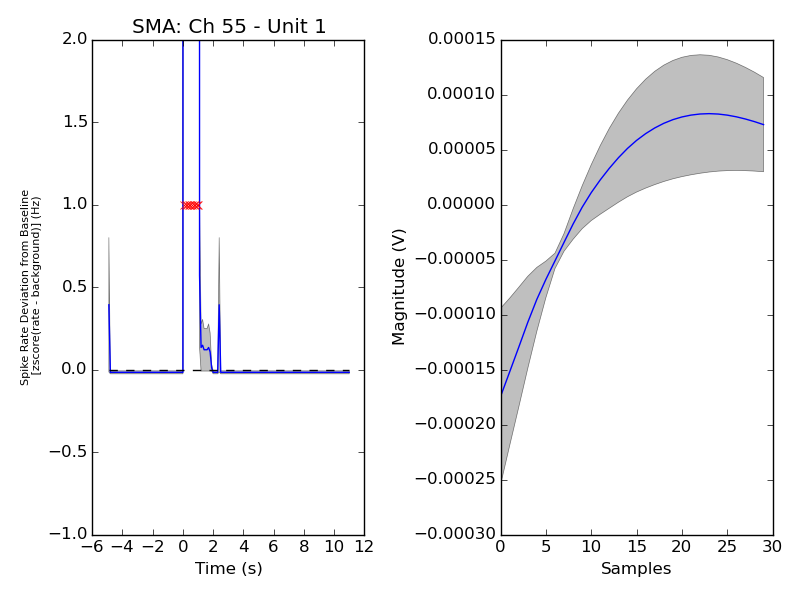 SMA: Ch 55 - Unit 1
2.0
1.5
1.0
0.5
0.0
−0.5
−1.0
−6 −4 −2 0 2 4 6 8 10 12
Time (s)
Spike Rate Deviation from Baseline
[zscore(rate - background)] (Hz)
0.00015
0.00010
0.00005
0.00000
−0.00005
−0.00010
−0.00015
−0.00020
−0.00025
−0.00030
0 5 10 15 20 25 30
Samples
Magnitude (V)